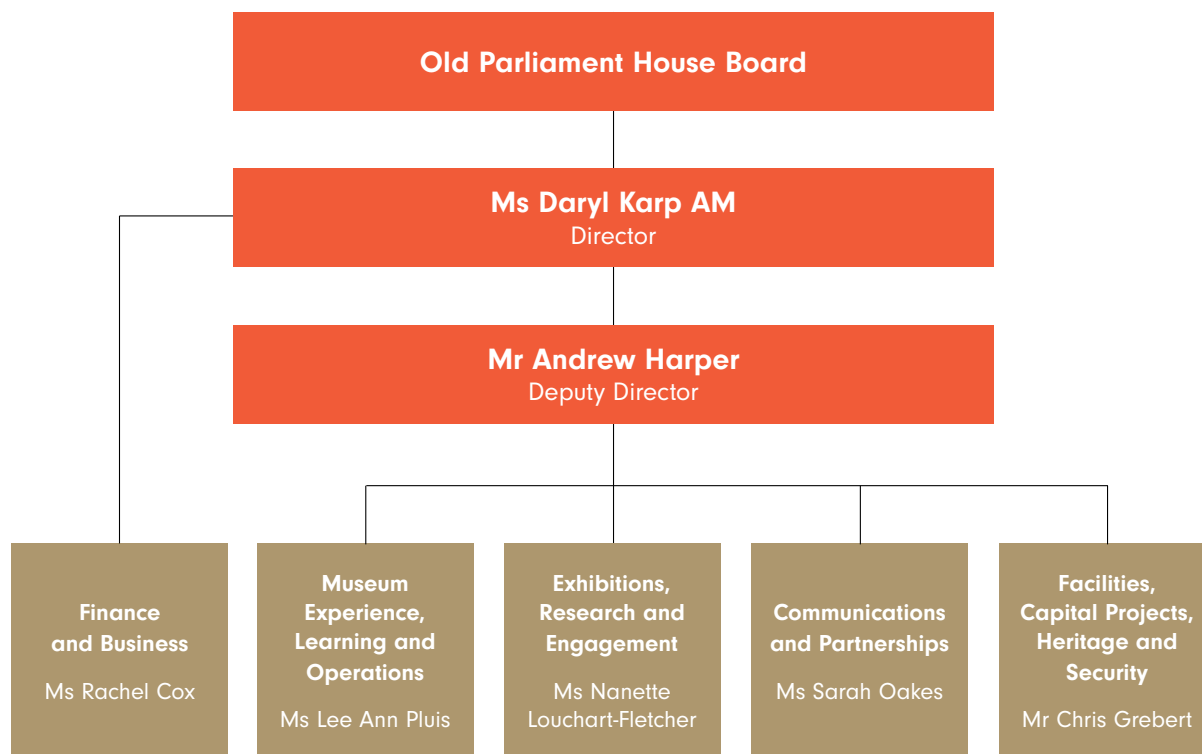 Old Parliament House Board
Ms Daryl Karp AM
Director
Mr Andrew Harper
Deputy Director
Finance
and Business
Ms Rachel Cox
Museum
Experience,
Learning and
Operations
Ms Lee Ann Pluis
Exhibitions,
Research and
Engagement
Ms Nanette
Louchart-Fletcher
Communications
and Partnerships
Ms Sarah Oakes
Facilities,
Capital Projects,
Heritage and
Security
Mr Chris Grebert